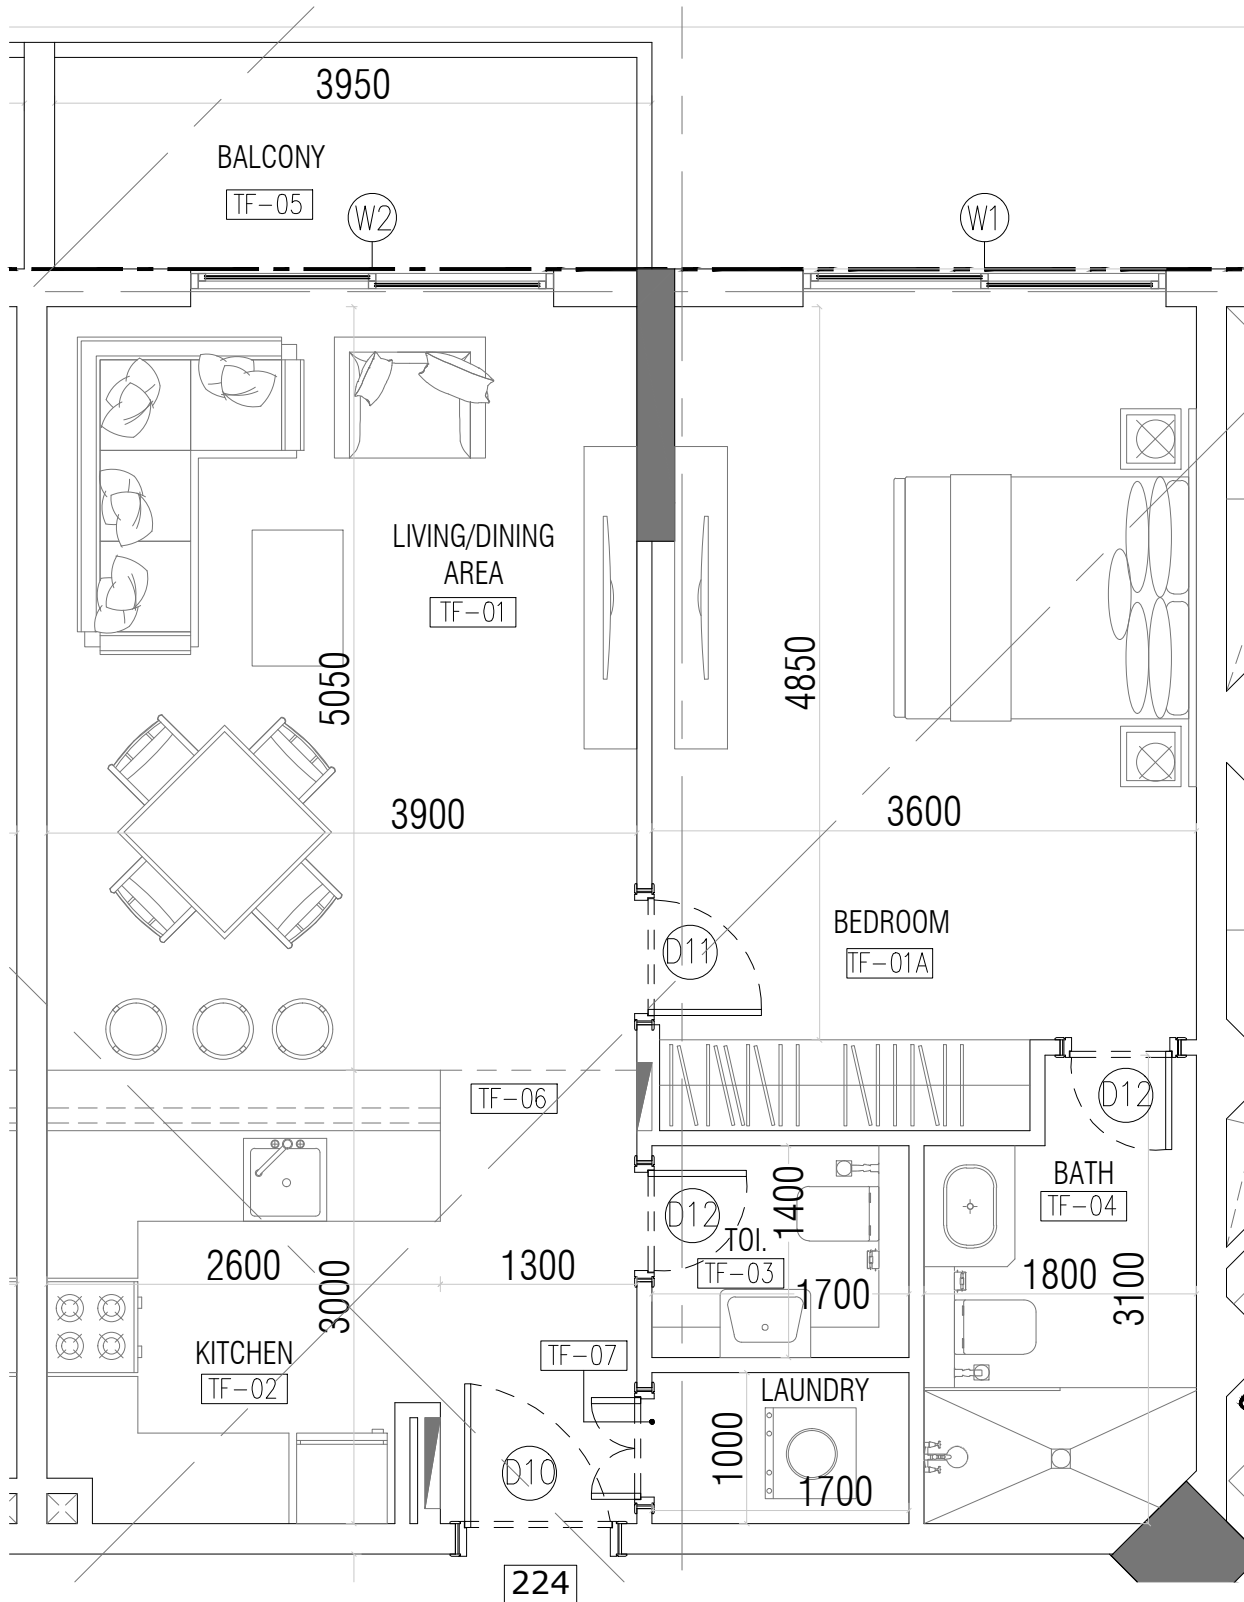 3950
BALCONY
TF-05
W2
W1
LIVING/DINING
AREA
TF-01
5050
4850
3900
3600
D11
BEDROOM
TF-01A
TF-06
D12
1400
BATH
TF-04
D12
TOI.
TF-03
2600
3000
1300
1700
1800
3100
KITCHEN
TF-02
TF-07
LAUNDRY
1000
1700
D10
224